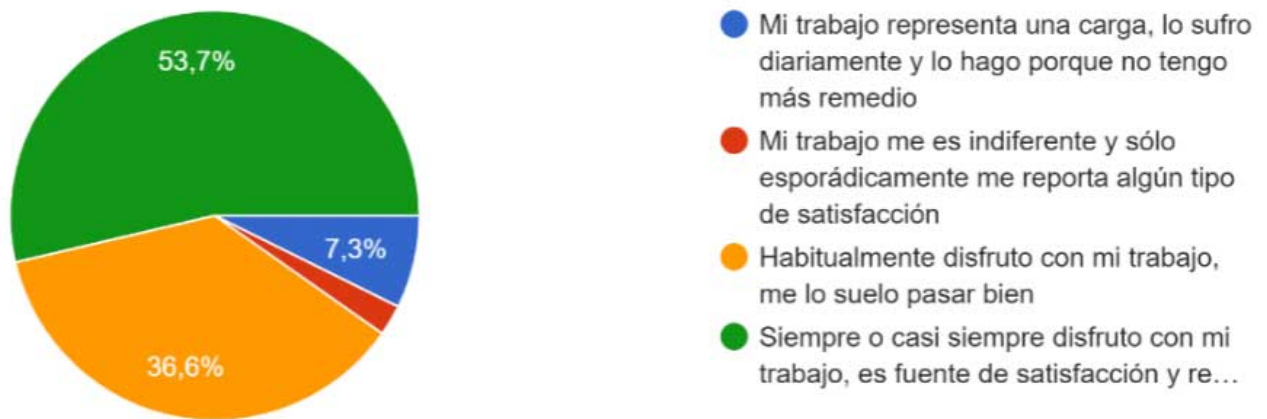 53,7%
7,3%
36,6%
Mi trabajo representa una carga, lo sufro
diariamente y lo hago porque no tengo
más remedio
Mi trabajo me es indiferente y sólo
esporádicamente me reporta algún tipo
de satisfacción
Habitualmente disfruto con mi trabajo,
me lo suelo pasar bien
Siempre o casi siempre disfruto con mi
trabajo, es fuente de satisfacción y re…